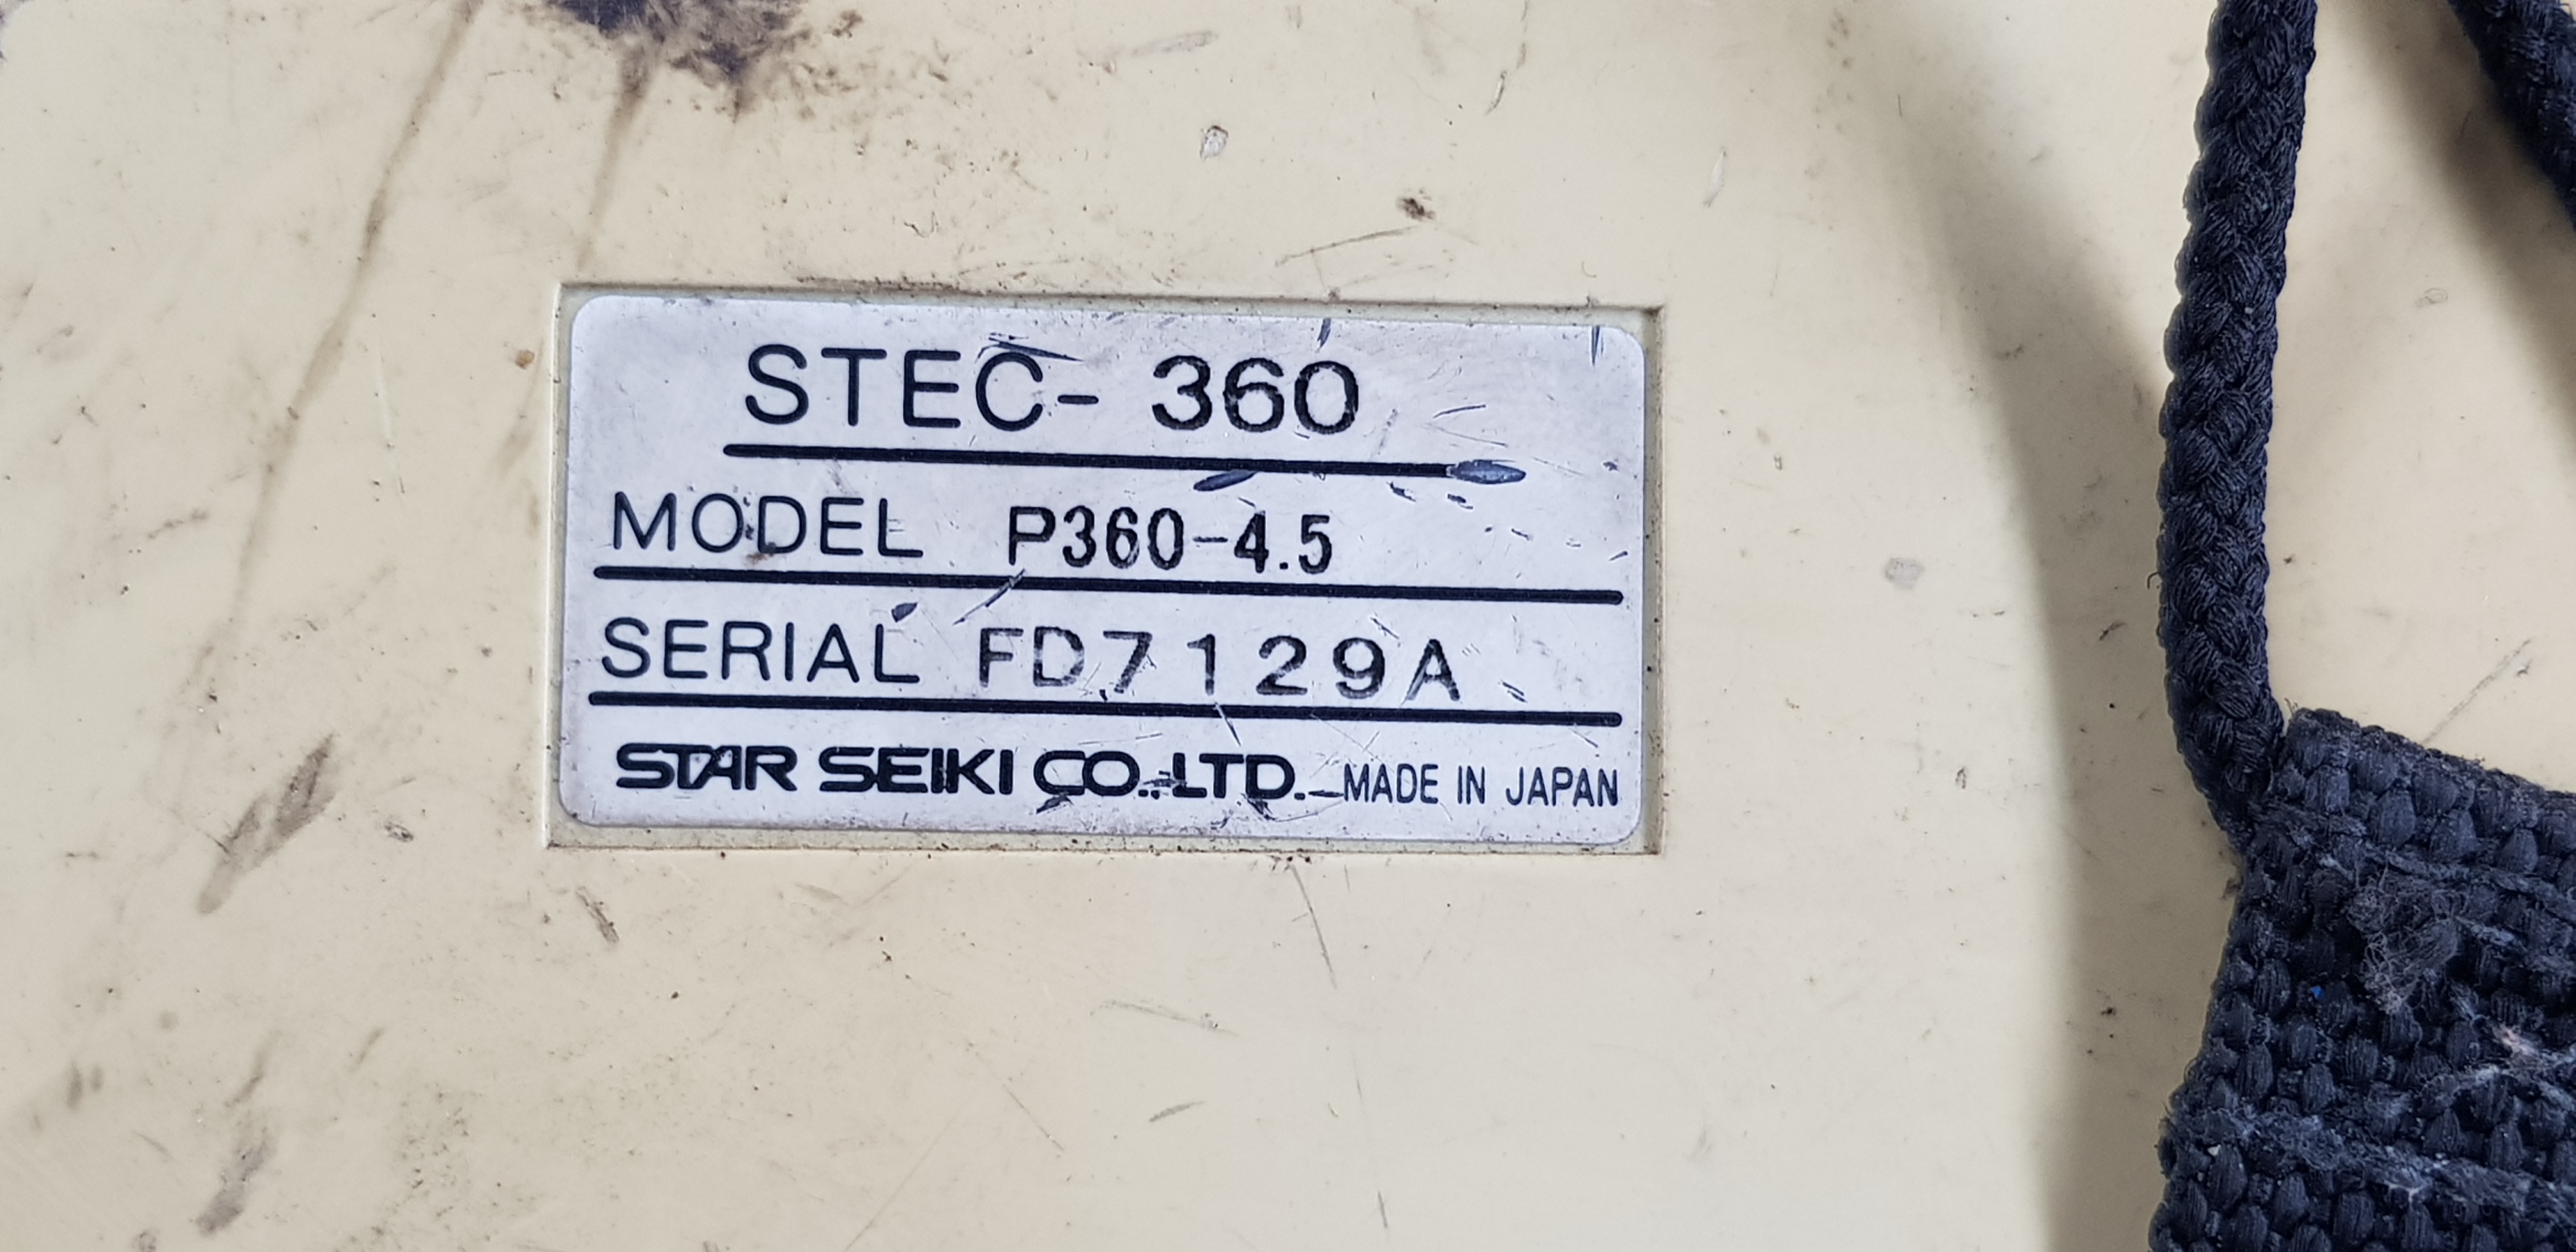 STEC- 360
MODEL P360-4.5
SERIAL FD7129A
STAR SEIKI CO.,LTD. MADE IN JAPAN